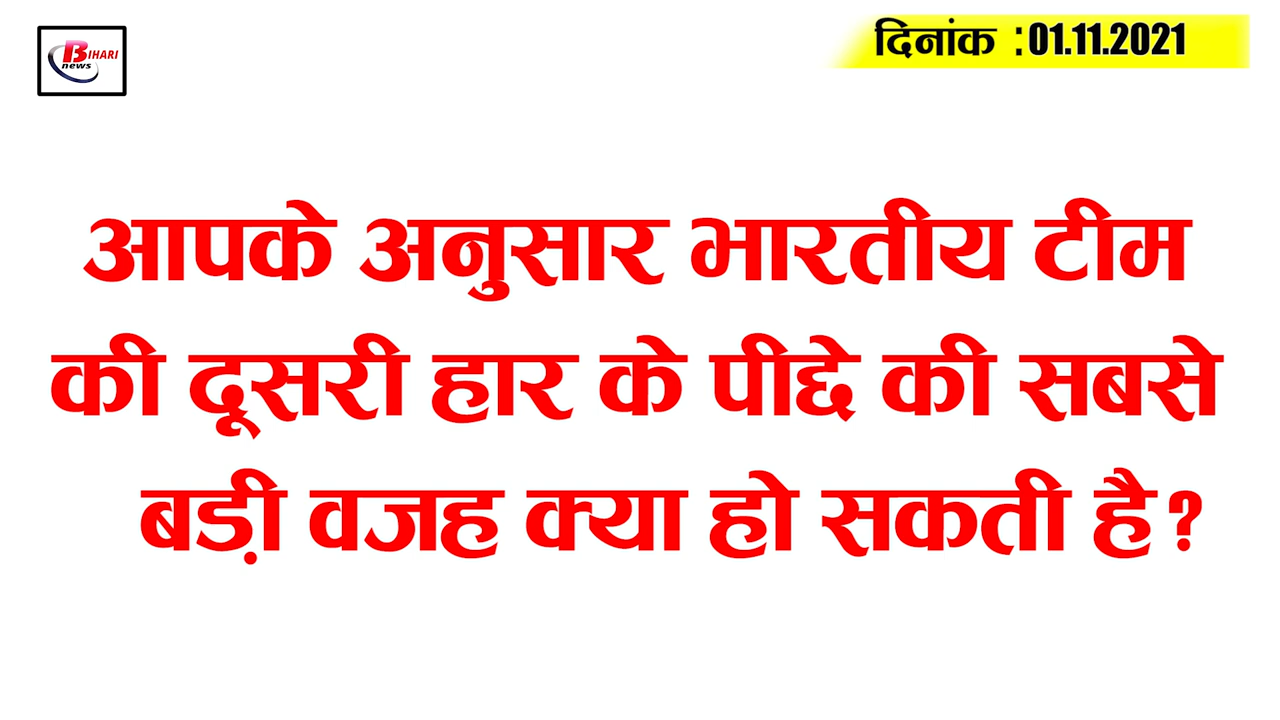 BIHARI
news
दिनांक :01.11.2021
आपके अनुसार भारतीय टीम
की दूसरी हार के पीद्दे की सबसे
बड़ी वजह क्या हो सकती है?